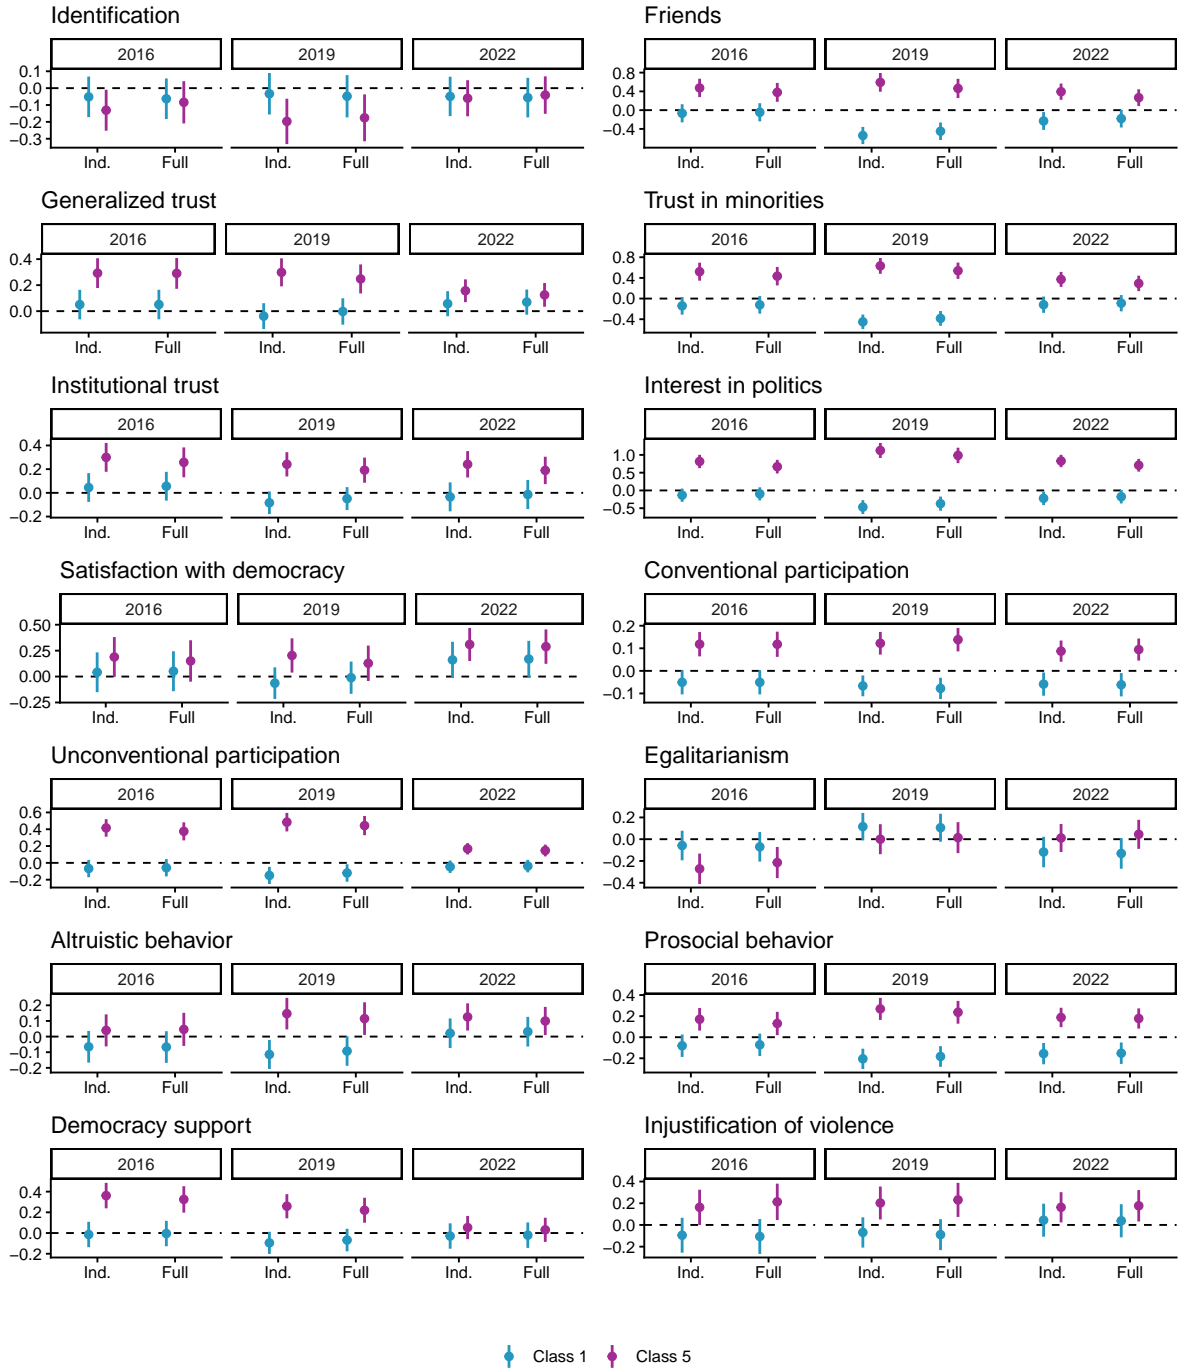 Identification
2016 2019 2022
0.1
0.0
−0.1
−0.2
−0.3
Ind. Full Ind. Full Ind. Full
Friends
2016 2019 2022
0.8
0.4
0.0
−0.4
Ind. Full Ind. Full Ind. Full
Generalized trust
2016 2019 2022
0.4
0.2
0.0
Ind. Full Ind. Full Ind. Full
Trust in minorities
2016 2019 2022
0.8
0.4
0.0
−0.4
Ind. Full Ind. Full Ind. Full
Institutional trust
2016 2019 2022
0.4
0.2
0.0
−0.2
Ind. Full Ind. Full Ind. Full
Interest in politics
2016 2019 2022
1.0
0.5
0.0
−0.5
Ind. Full Ind. Full Ind. Full
Satisfaction with democracy
2016 2019 2022
0.50
0.25
0.00
−0.25
Ind. Full Ind. Full Ind. Full
Conventional participation
2016 2019 2022
0.2
0.1
0.0
−0.1
Ind. Full Ind. Full Ind. Full
Unconventional participation
2016 2019 2022
0.6
0.4
0.2
0.0
−0.2
Ind. Full Ind. Full Ind. Full
Egalitarianism
2016 2019 2022
0.2
0.0
−0.2
−0.4
Ind. Full Ind. Full Ind. Full
Altruistic behavior
2016 2019 2022
0.2
0.1
0.0
−0.1
−0.2
Ind. Full Ind. Full Ind. Full
Prosocial behavior
2016 2019 2022
0.4
0.2
0.0
−0.2
Ind. Full Ind. Full Ind. Full
Democracy support
2016 2019 2022
0.4
0.2
0.0
−0.2
Ind. Full Ind. Full Ind. Full
Injustification of violence
2016 2019 2022
0.4
0.2
0.0
−0.2
Ind. Full Ind. Full Ind. Full
Class 1 Class 5